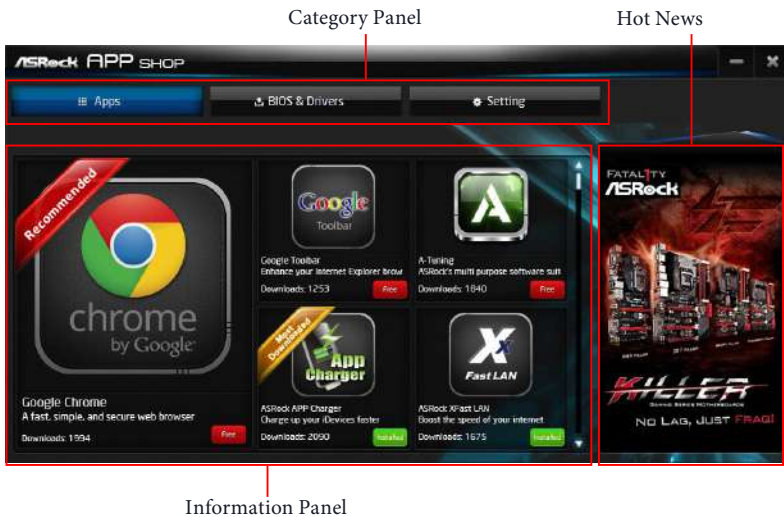 Category Panel
Hot News
ASRock APP SHOP
Apps
BIOS & Drivers
Setting
Recommended
chrome
by Google
Google Chrome
A fast, simple, and secure web browser
Downloads: 1994
Free
Google
Toolbar
Google Toolbar
Enhance your Internet Explorer brow
Downloads: 1253
Free
A
A-Tuning
ASRock's multi purpose software suit
Downloads: 1840
Free
Most
Downloaded
App
Charger
ASRock APP Charger
Charge up your iDevices faster
Downloads: 2090
Installed
X
Fast LAN
ASRock XFast LAN
Boost the speed of your internet
Downloads: 1675
Installed
FATAL1TY
ASRock
KILLER
GAMING SERIES MOTHERBOARDS
NO LAG, JUST FRAG!
Information Panel